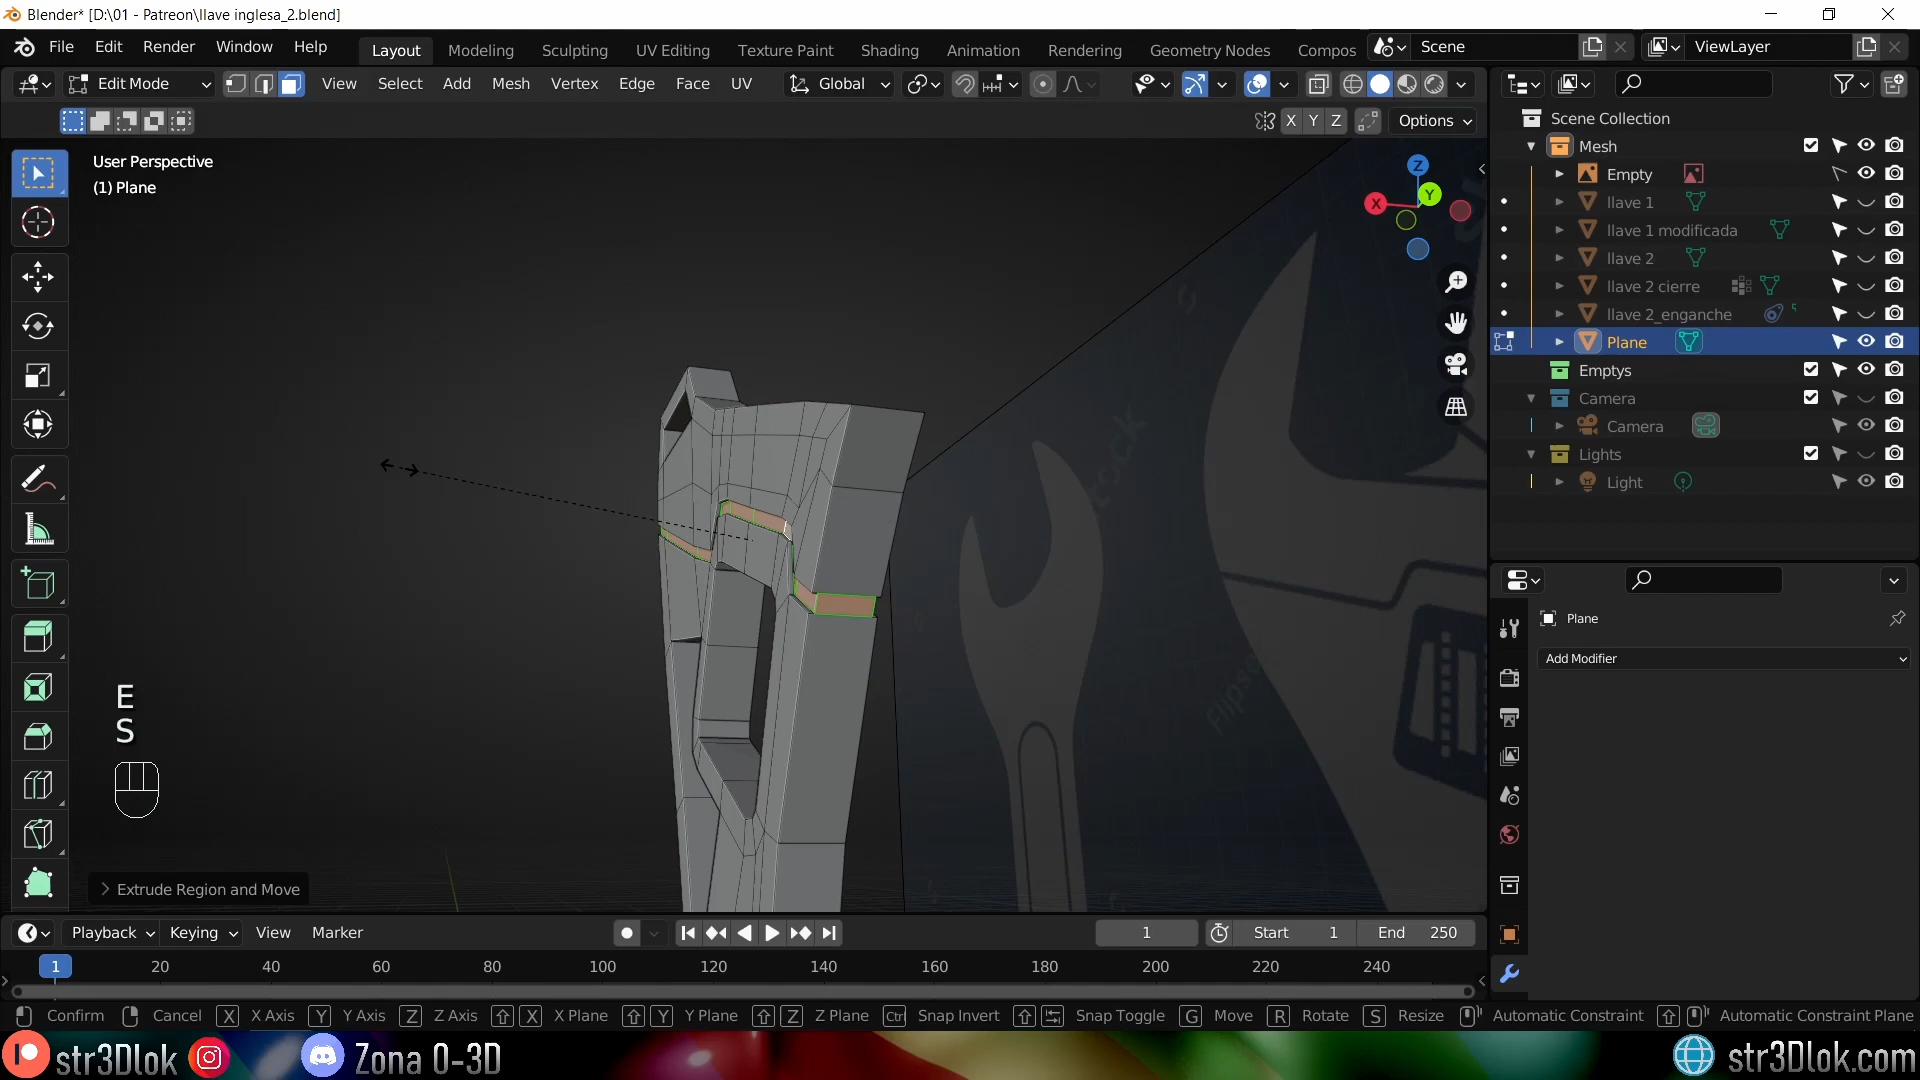 Blender* [D:\01 - Patreon\llave inglesa_2.blend]
File Edit Render Window Help
Layout Modeling Sculpting UV Editing Texture Paint Shading Animation Rendering Geometry Nodes Compos
Scene
ViewLayer
Edit Mode
View Select Add Mesh Vertex Edge Face UV
Global
X Y Z
Options
User Perspective
(1) Plane
Z
Y
X
Scene Collection
Mesh
Empty
llave 1
llave 1 modificada
llave 2
llave 2 cierre
llave 2_enganche
Plane
Emptys
Camera
Camera
Lights
Light
Plane
Add Modifier
E
S
Extrude Region and Move
Playback Keying View Marker
1
Start 1
End 250
1 20 40 60 80 100 120 140 160 180 200 220 240
Confirm Cancel X X Axis Y Y Axis Z Z Axis X X Plane Y Y Plane Z Z Plane Ctrl Snap Invert Snap Toggle G Move R Rotate S Resize Automatic Constraint Automatic Constraint Plane
str3Dlok
Zona 0-3D
str3Dlok.com